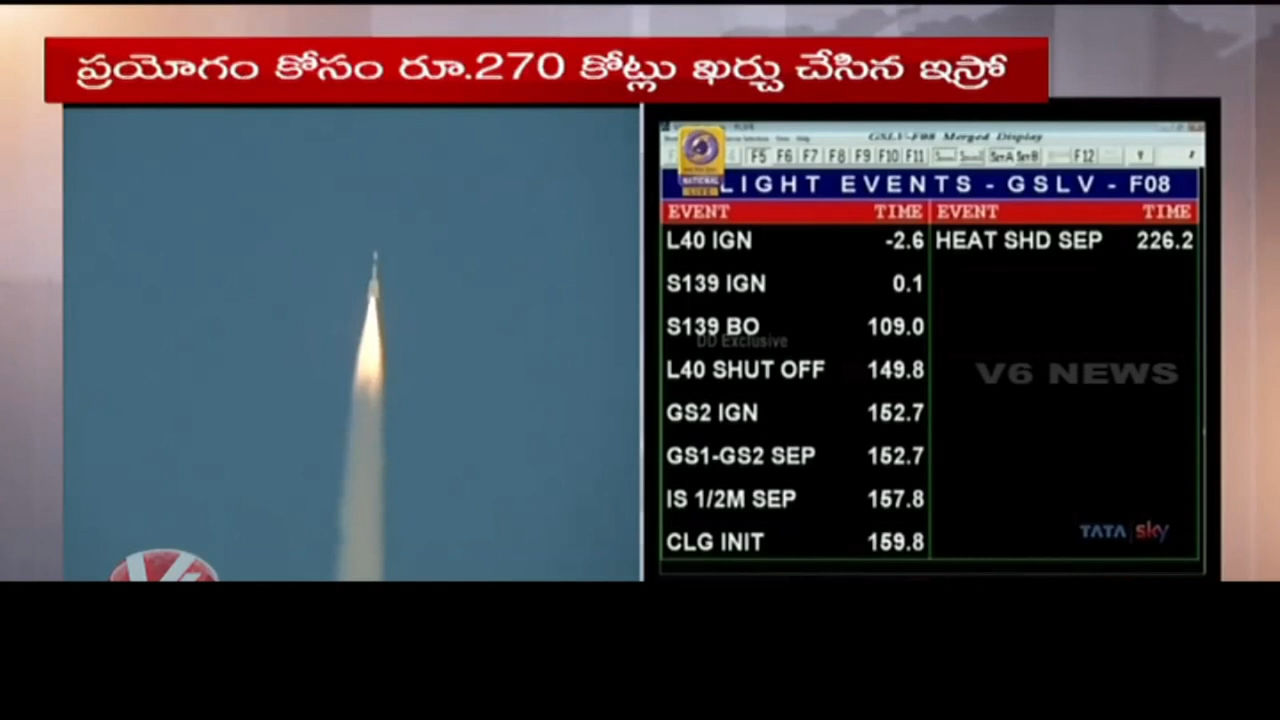 ప్రయోగం కోసం రూ.270 కోట్లు ఖర్చు చేసిన ఇస్రో
GSLV-F08 Merged Display
F5 F6 F7 F8 F9 F10 F11 F12
NATIONAL
LIVE
LIGHT EVENTS - GSLV - F08
EVENT TIME EVENT TIME
L40 IGN -2.6 HEAT SHD SEP 226.2
S139 IGN 0.1
S139 BO 109.0
DD Exclusive
L40 SHUT OFF 149.8
V6 NEWS
GS2 IGN 152.7
GS1-GS2 SEP 152.7
IS 1/2M SEP 157.8
TATA sky
CLG INIT 159.8
V6